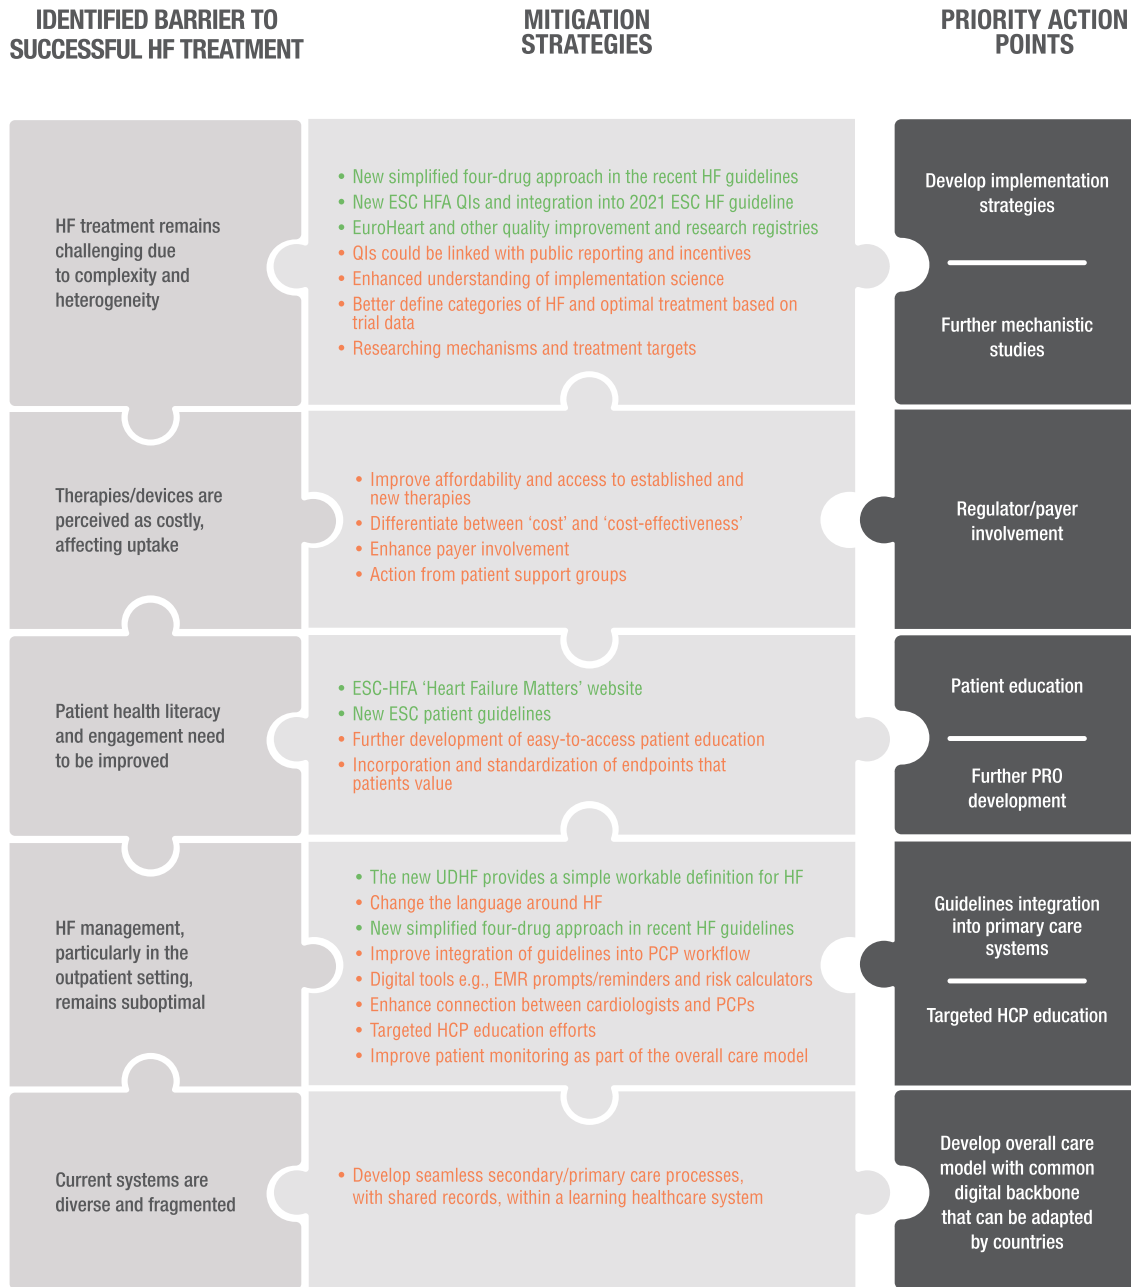 IDENTIFIED BARRIER TO
SUCCESSFUL HF TREATMENT
MITIGATION
STRATEGIES
PRIORITY ACTION
POINTS
HF treatment remains
challenging due
to complexity and
heterogeneity
• New simplified four-drug approach in the recent HF guidelines
• New ESC HFA QIs and integration into 2021 ESC HF guideline
• EuroHeart and other quality improvement and research registries
• QIs could be linked with public reporting and incentives
• Enhanced understanding of implementation science
• Better define categories of HF and optimal treatment based on
trial data
• Researching mechanisms and treatment targets
Develop implementation
strategies
Further mechanistic
studies
Therapies/devices are
perceived as costly,
affecting uptake
• Improve affordability and access to established and
new therapies
• Differentiate between ‘cost’ and ‘cost-effectiveness’
• Enhance payer involvement
• Action from patient support groups
Regulator/payer
involvement
Patient health literacy
and engagement need
to be improved
• ESC-HFA ‘Heart Failure Matters’ website
• New ESC patient guidelines
• Further development of easy-to-access patient education
• Incorporation and standardization of endpoints that
patients value
Patient education
Further PRO
development
HF management,
particularly in the
outpatient setting,
remains suboptimal
• The new UDHF provides a simple workable definition for HF
• Change the language around HF
• New simplified four-drug approach in recent HF guidelines
• Improve integration of guidelines into PCP workflow
• Digital tools e.g., EMR prompts/reminders and risk calculators
• Enhance connection between cardiologists and PCPs
• Targeted HCP education efforts
• Improve patient monitoring as part of the overall care model
Guidelines integration
into primary care
systems
Targeted HCP education
Current systems are
diverse and fragmented
• Develop seamless secondary/primary care processes,
with shared records, within a learning healthcare system
Develop overall care
model with common
digital backbone
that can be adapted
by countries